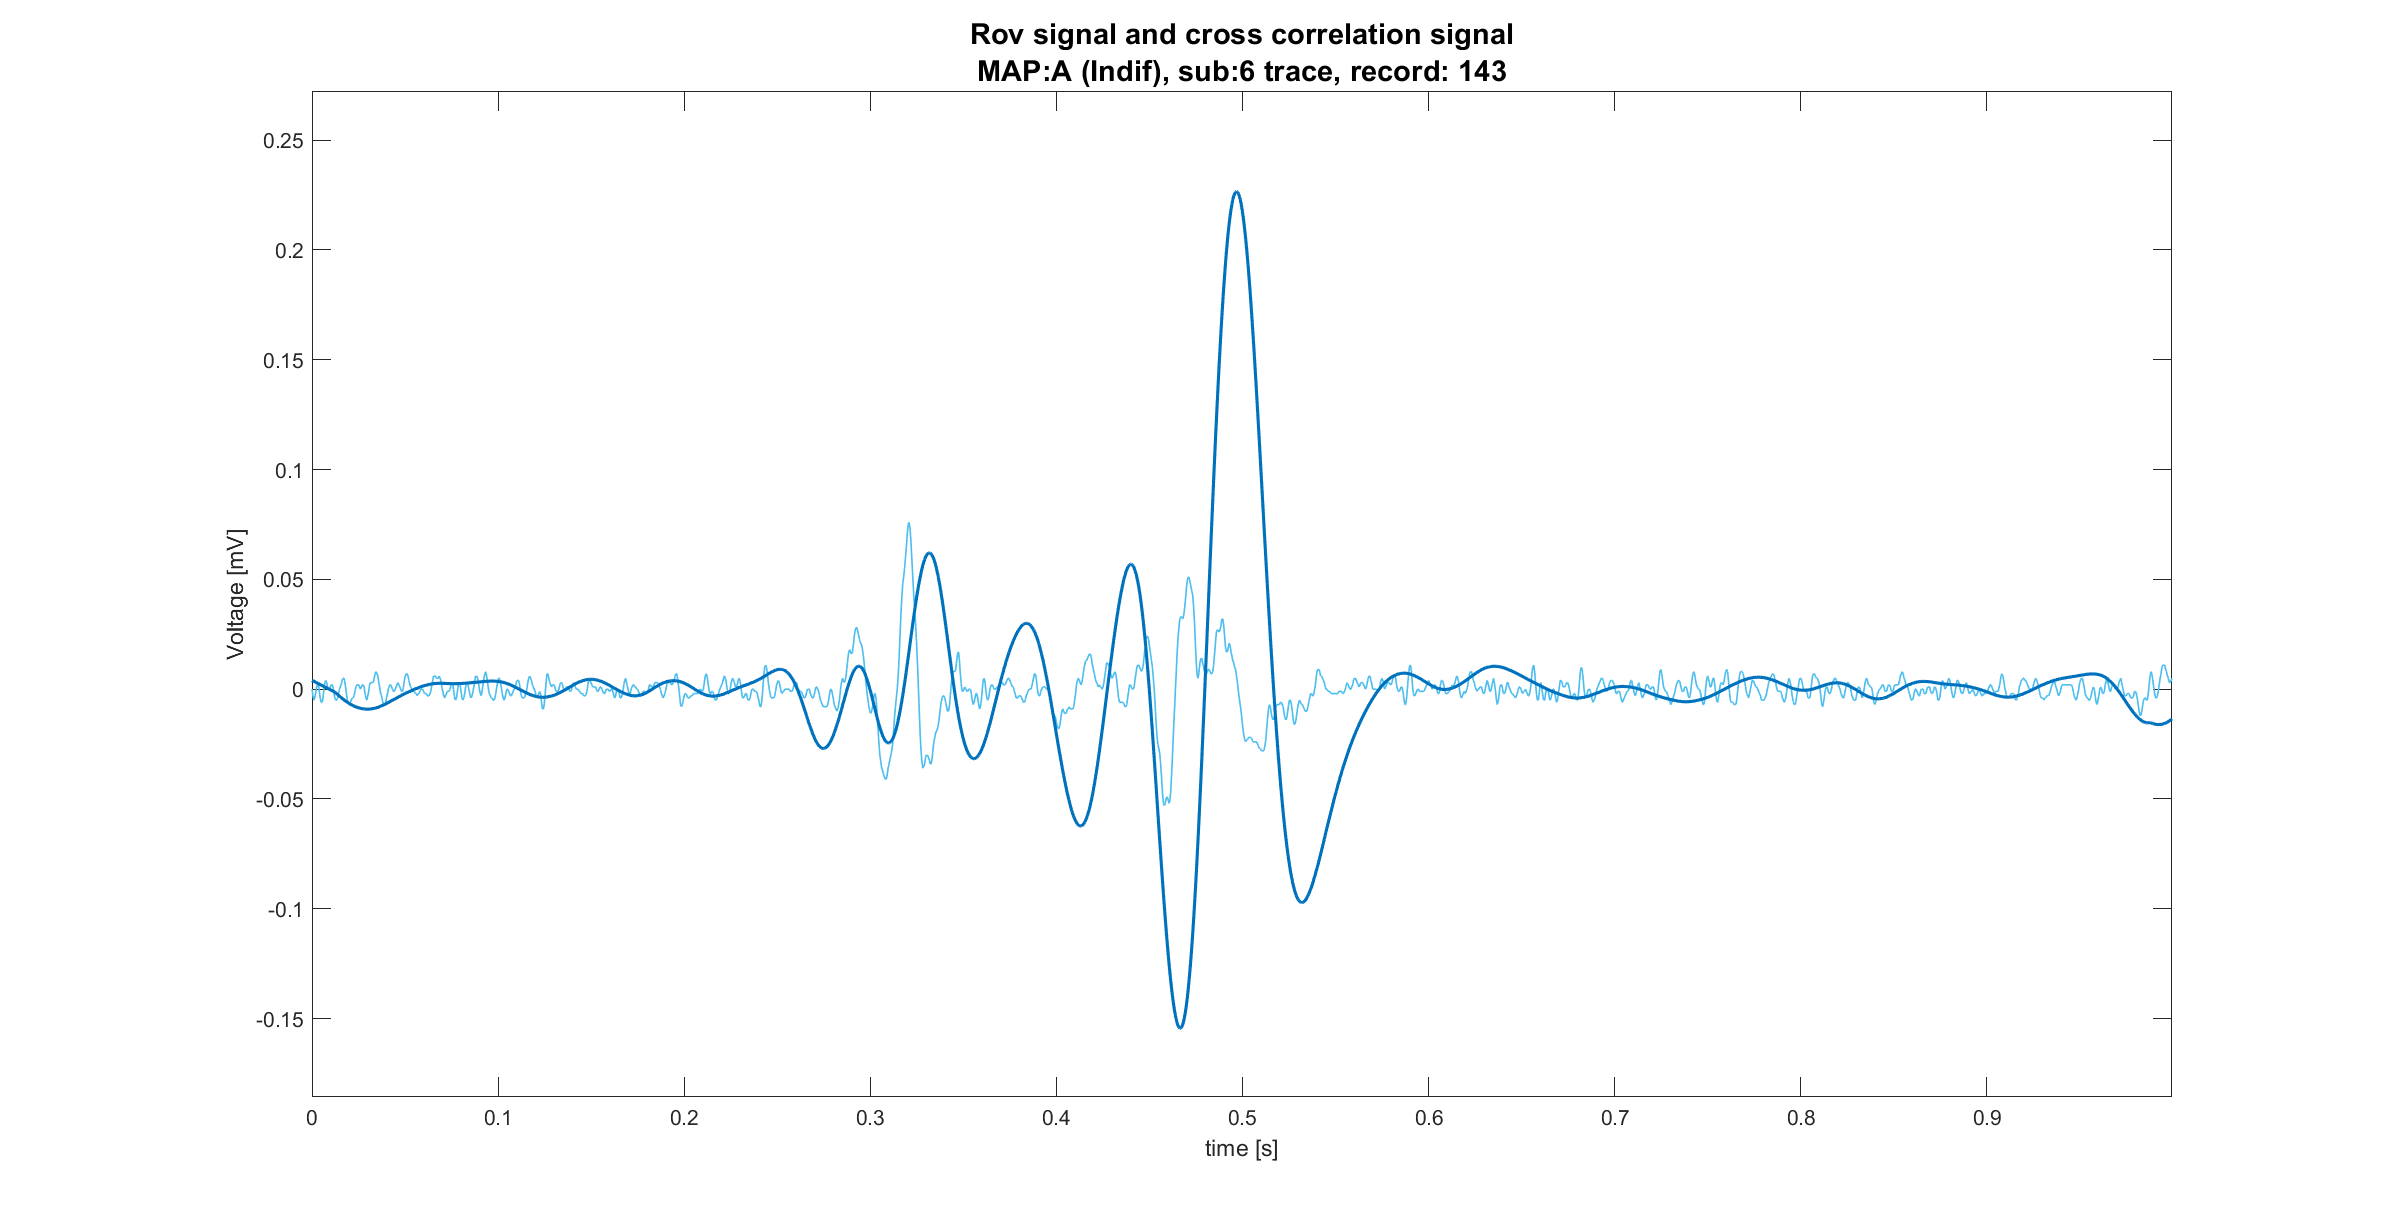 Rov signal and cross correlation signal
MAP:A (Indif), sub:6 trace, record: 143
Voltage [mV]
0.25
0.2
0.15
0.1
0.05
0
-0.05
-0.1
-0.15
0 0.1 0.2 0.3 0.4 0.5 0.6 0.7 0.8 0.9
time [s]